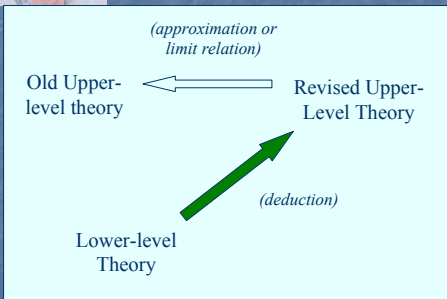 (approximation or
limit relation)
Old Upper-
level theory
Revised Upper-
Level Theory
(deduction)
Lower-level
Theory